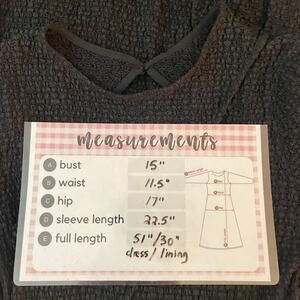 measurements
A bust 15"
B waist 11.5"
C hip 17"
D sleeve length 22.5"
E full length 51"/30"
dress/lining